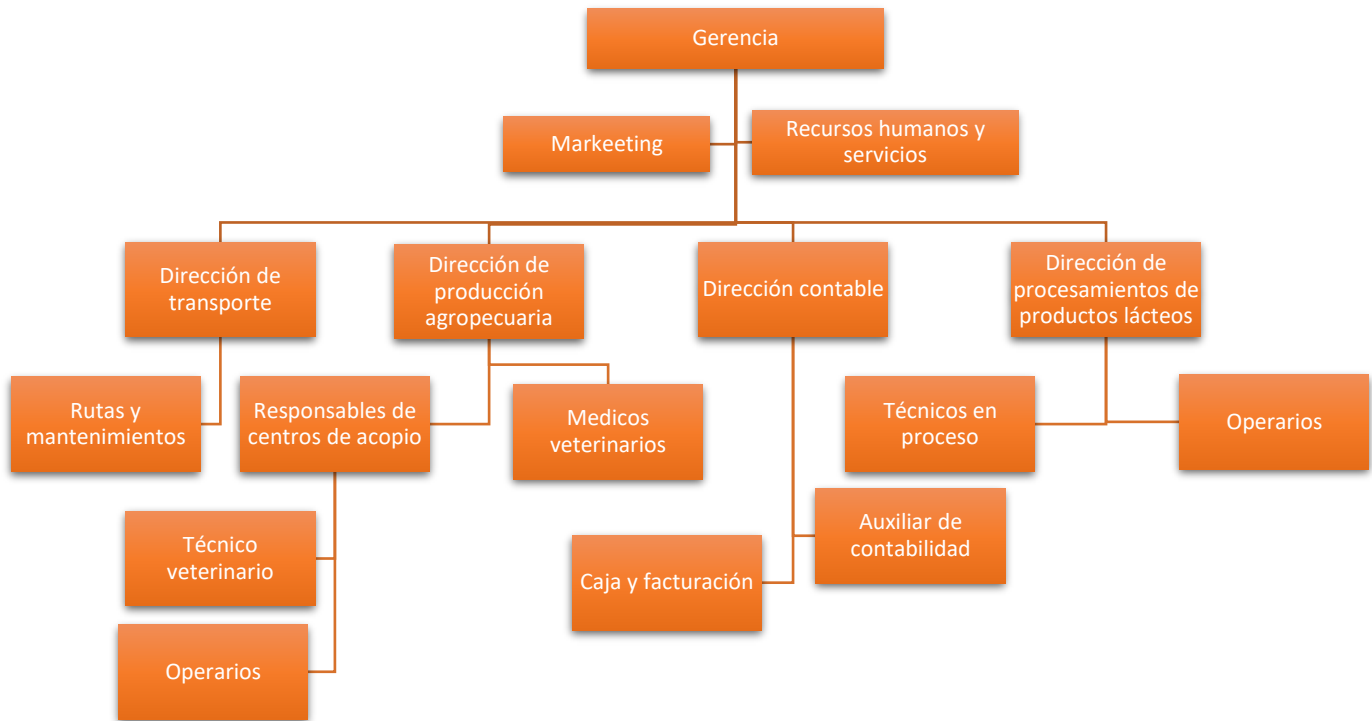 Gerencia
Markeeting
Recursos humanos y
servicios
Dirección de
transporte
Dirección de
producción
agropecuaria
Dirección contable
Dirección de
procesamientos de
productos lácteos
Rutas y
mantenimientos
Responsables de
centros de acopio
Medicos
veterinarios
Técnicos en
proceso
Operarios
Técnico
veterinario
Caja y facturación
Auxiliar de
contabilidad
Operarios